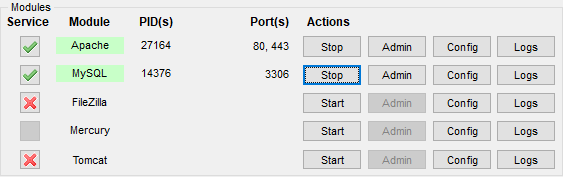 Modules
Service Module PID(s) Port(s) Actions
Apache 27164 80, 443 Stop Admin Config Logs
MySQL 14376 3306 Stop Admin Config Logs
FileZilla Start Admin Config Logs
Mercury Start Admin Config Logs
Tomcat Start Admin Config Logs